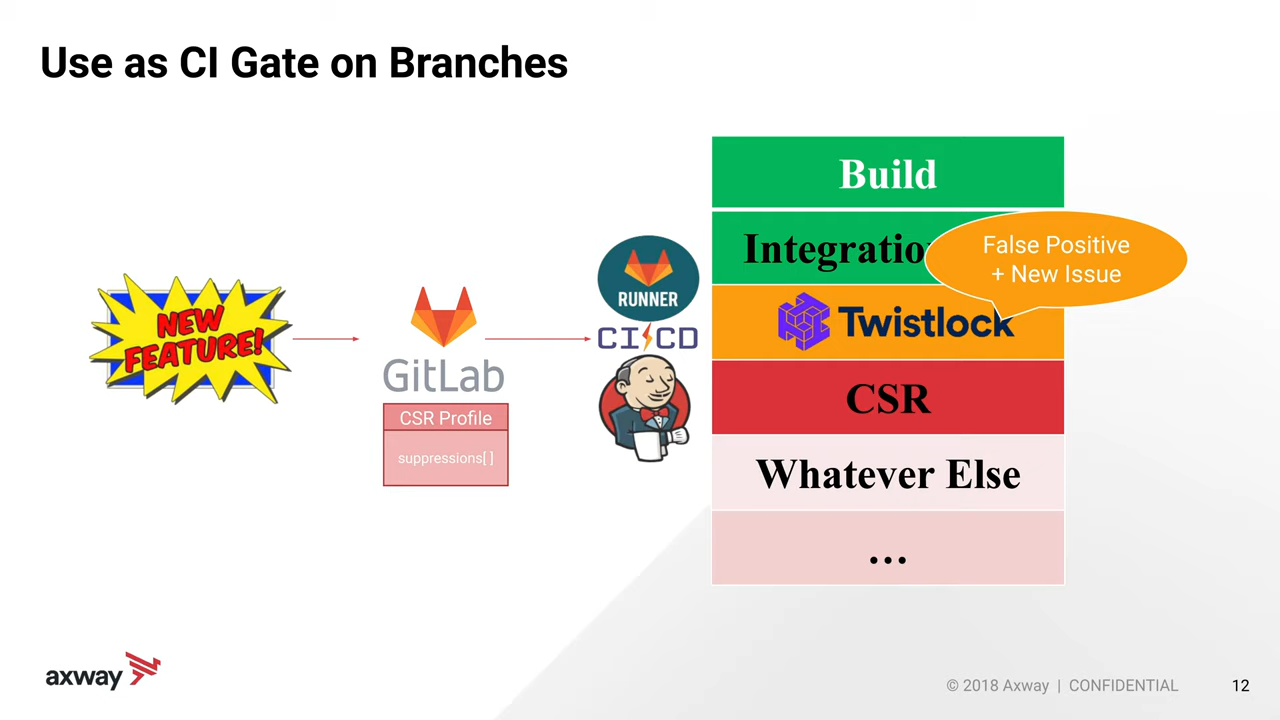 Use as CI Gate on Branches
Build
Integratio
False Positive
+ New Issue
NEW
FEATURE!
RUNNER
CI CD
Twistlock
GitLab
CSR Profile
suppressions[ ]
CSR
Whatever Else
...
axway
© 2018 Axway | CONFIDENTIAL
12